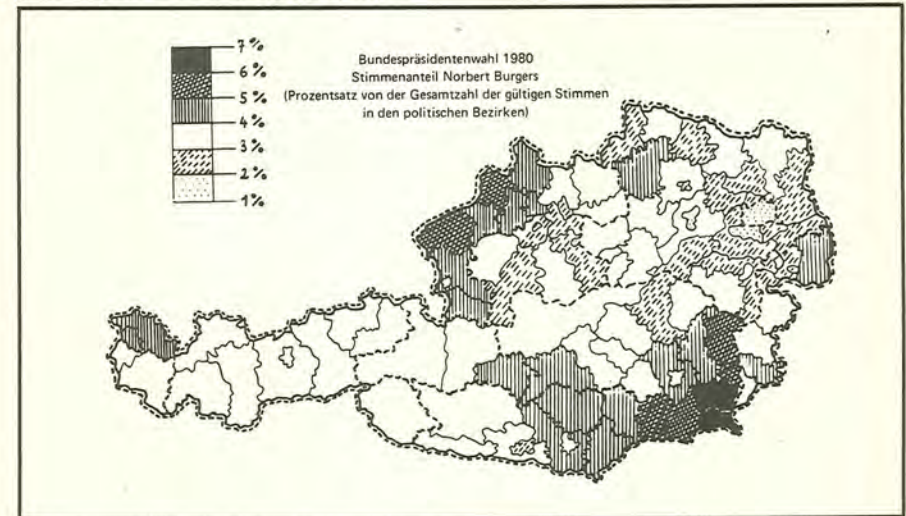 7%
6%
5%
4%
3%
2%
1%
Bundespräsidentenwahl 1980
Stimmenanteil Norbert Burgers
(Prozentsatz von der Gesamtzahl der gültigen Stimmen
in den politischen Bezirken)